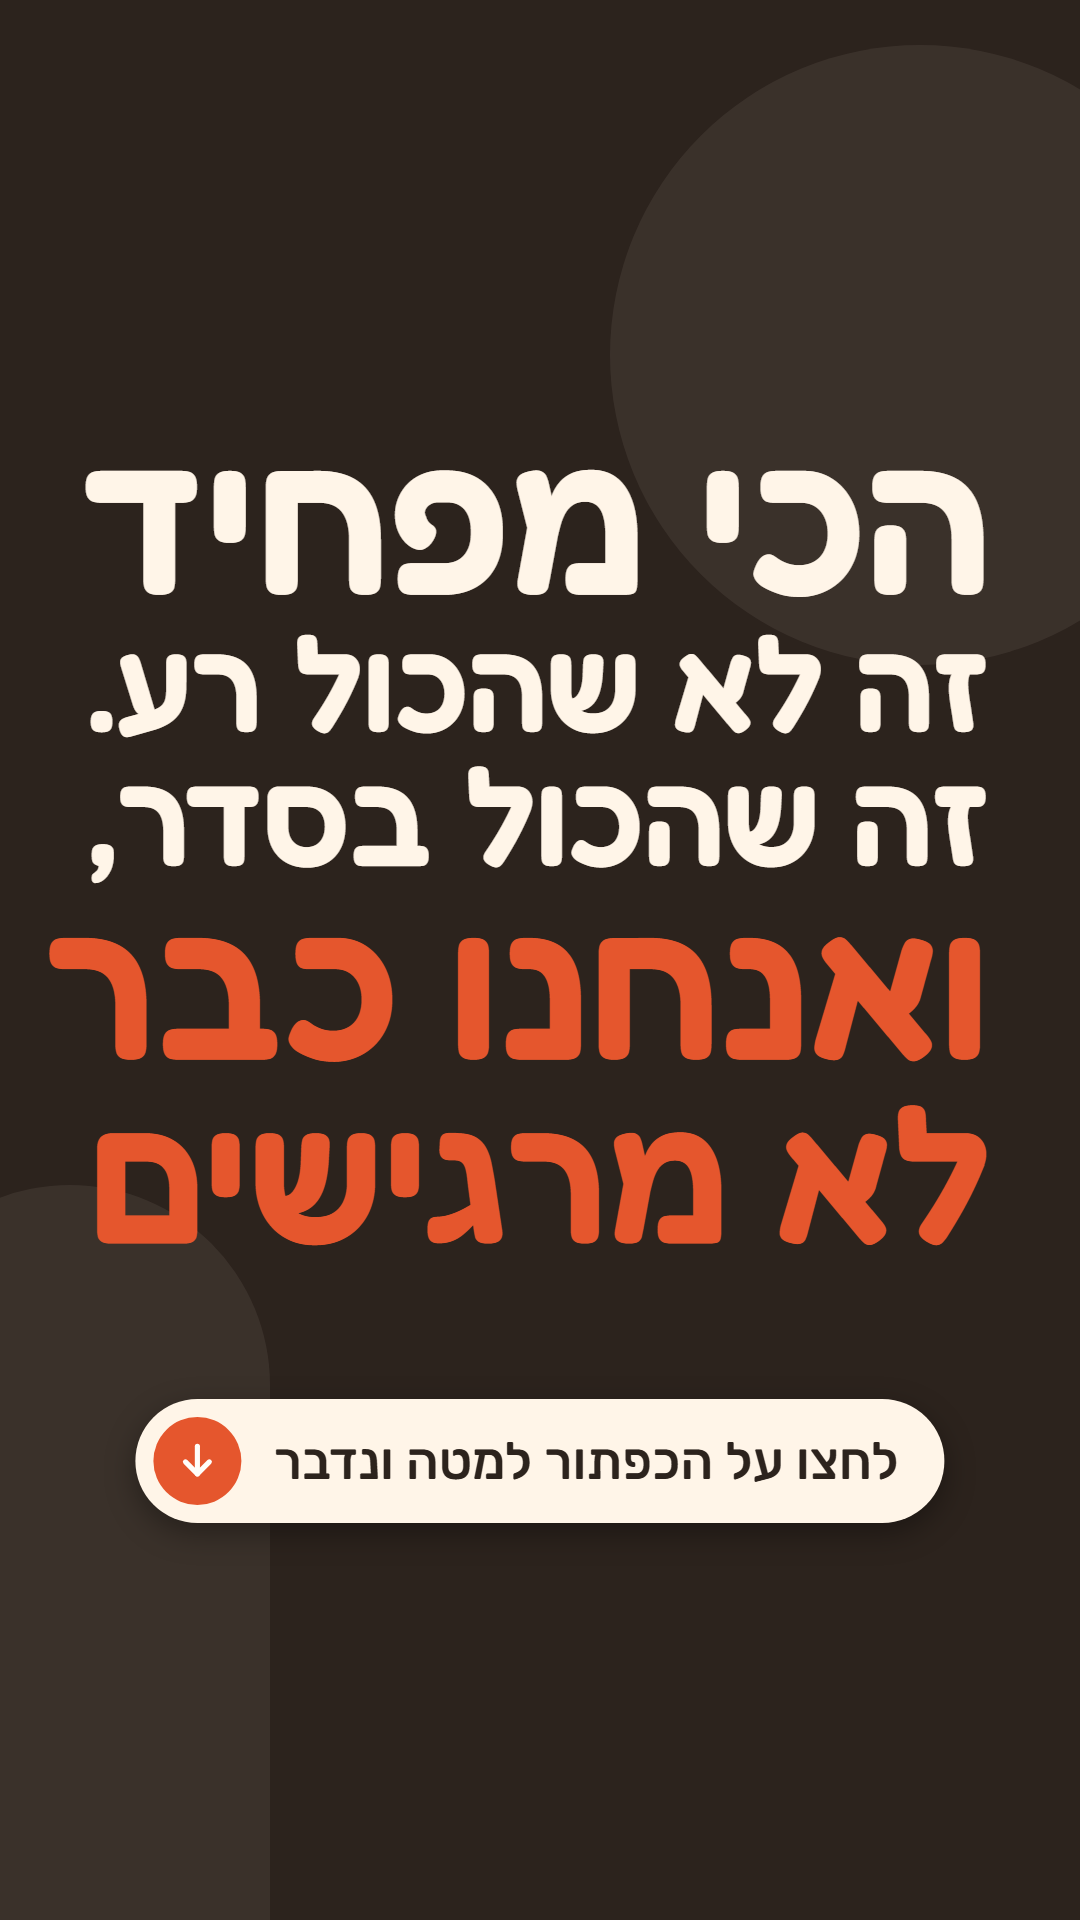 הכי מפחיד
זה לא שהכול רע.
זה שהכול בסדר,
ואנחנו כבר
לא מרגישים
לחצו על הכפתור למטה ונדבר